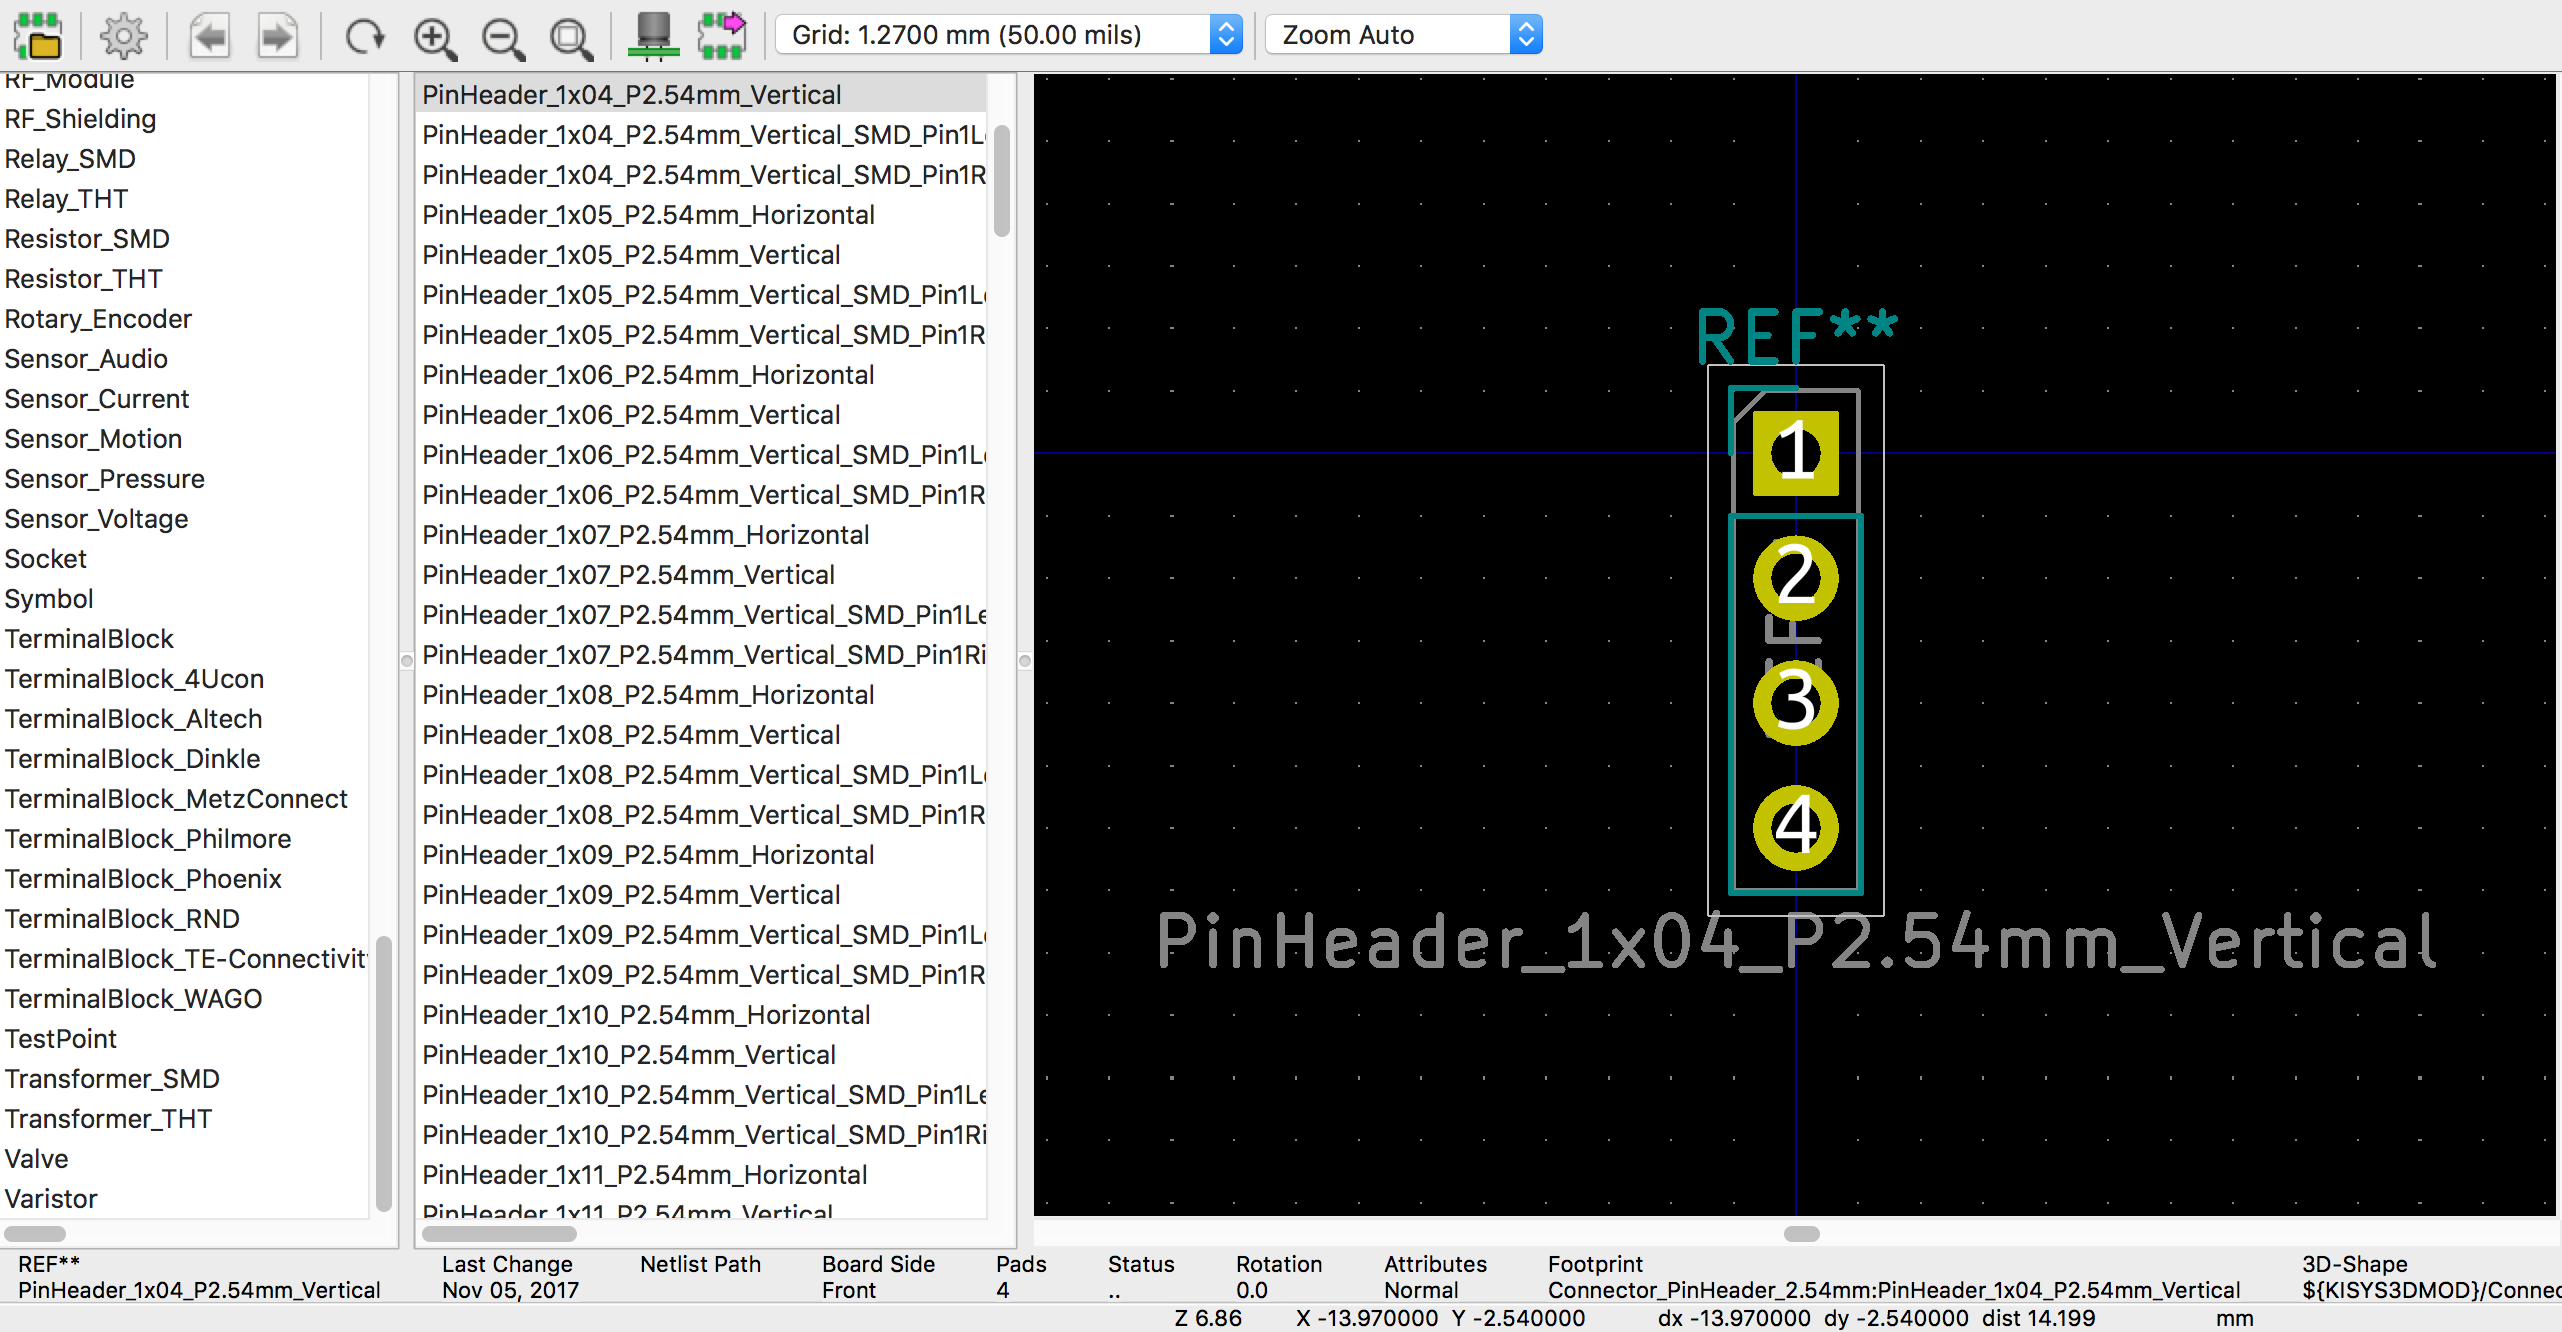 Grid: 1.2700 mm (50.00 mils)
Zoom Auto
RF_Module
RF_Shielding
Relay_SMD
Relay_THT
Resistor_SMD
Resistor_THT
Rotary_Encoder
Sensor_Audio
Sensor_Current
Sensor_Motion
Sensor_Pressure
Sensor_Voltage
Socket
Symbol
TerminalBlock
TerminalBlock_4Ucon
TerminalBlock_Altech
TerminalBlock_Dinkle
TerminalBlock_MetzConnect
TerminalBlock_Philmore
TerminalBlock_Phoenix
TerminalBlock_RND
TerminalBlock_TE-Connectivit
TerminalBlock_WAGO
TestPoint
Transformer_SMD
Transformer_THT
Valve
Varistor
PinHeader_1x04_P2.54mm_Vertical
PinHeader_1x04_P2.54mm_Vertical_SMD_Pin1L
PinHeader_1x04_P2.54mm_Vertical_SMD_Pin1R
PinHeader_1x05_P2.54mm_Horizontal
PinHeader_1x05_P2.54mm_Vertical
PinHeader_1x05_P2.54mm_Vertical_SMD_Pin1L
PinHeader_1x05_P2.54mm_Vertical_SMD_Pin1R
PinHeader_1x06_P2.54mm_Horizontal
PinHeader_1x06_P2.54mm_Vertical
PinHeader_1x06_P2.54mm_Vertical_SMD_Pin1L
PinHeader_1x06_P2.54mm_Vertical_SMD_Pin1R
PinHeader_1x07_P2.54mm_Horizontal
PinHeader_1x07_P2.54mm_Vertical
PinHeader_1x07_P2.54mm_Vertical_SMD_Pin1Le
PinHeader_1x07_P2.54mm_Vertical_SMD_Pin1Ri
PinHeader_1x08_P2.54mm_Horizontal
PinHeader_1x08_P2.54mm_Vertical
PinHeader_1x08_P2.54mm_Vertical_SMD_Pin1L
PinHeader_1x08_P2.54mm_Vertical_SMD_Pin1R
PinHeader_1x09_P2.54mm_Horizontal
PinHeader_1x09_P2.54mm_Vertical
PinHeader_1x09_P2.54mm_Vertical_SMD_Pin1L
PinHeader_1x09_P2.54mm_Vertical_SMD_Pin1R
PinHeader_1x10_P2.54mm_Horizontal
PinHeader_1x10_P2.54mm_Vertical
PinHeader_1x10_P2.54mm_Vertical_SMD_Pin1Le
PinHeader_1x10_P2.54mm_Vertical_SMD_Pin1Ri
PinHeader_1x11_P2.54mm_Horizontal
PinHeader_1x11_P2.54mm_Vertical
REF**
1
2
3
4
PinHeader_1x04_P2.54mm_Vertical
REF** Last Change Netlist Path Board Side Pads Status Rotation Attributes Footprint 3D-Shape
PinHeader_1x04_P2.54mm_Vertical Nov 05, 2017 Front 4 .. 0.0 Normal Connector_PinHeader_2.54mm:PinHeader_1x04_P2.54mm_Vertical ${KISYS3DMOD}/Connec
Z 6.86 X -13.970000 Y -2.540000 dx -13.970000 dy -2.540000 dist 14.199 mm